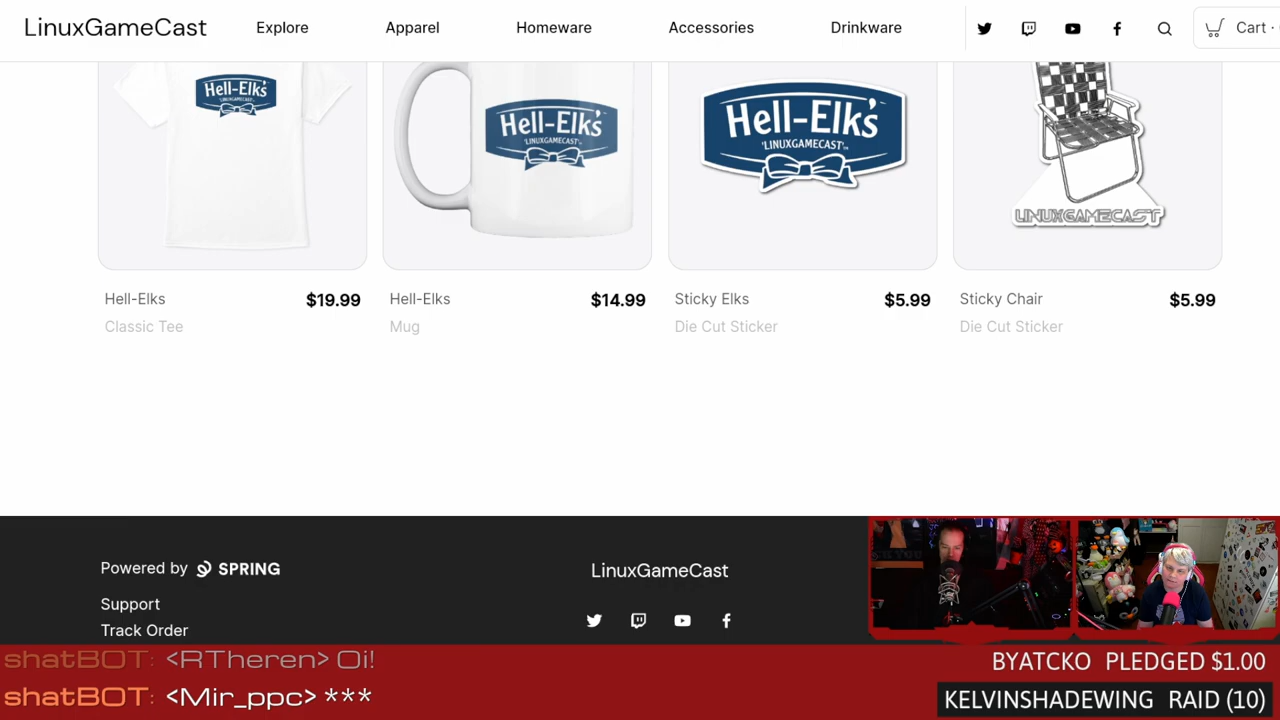 LinuxGameCast
Explore
Apparel
Homeware
Accessories
Drinkware
Cart ·
Hell-Elk's
'LINUXGAMECAST'
Hell-Elk's
'LINUXGAMECAST'
Hell-Elk's
'LINUXGAMECAST'
LINUXGAMECAST
Hell-Elks $19.99
Classic Tee
Hell-Elks $14.99
Mug
Sticky Elks $5.99
Die Cut Sticker
Sticky Chair $5.99
Die Cut Sticker
Powered by SPRING
Support
Track Order
LinuxGameCast
shatBOT: <RTheren> Oi!
shatBOT: <Mir_ppc> ***
BYATCKO PLEDGED $1.00
KELVINSHADEWING RAID (10)